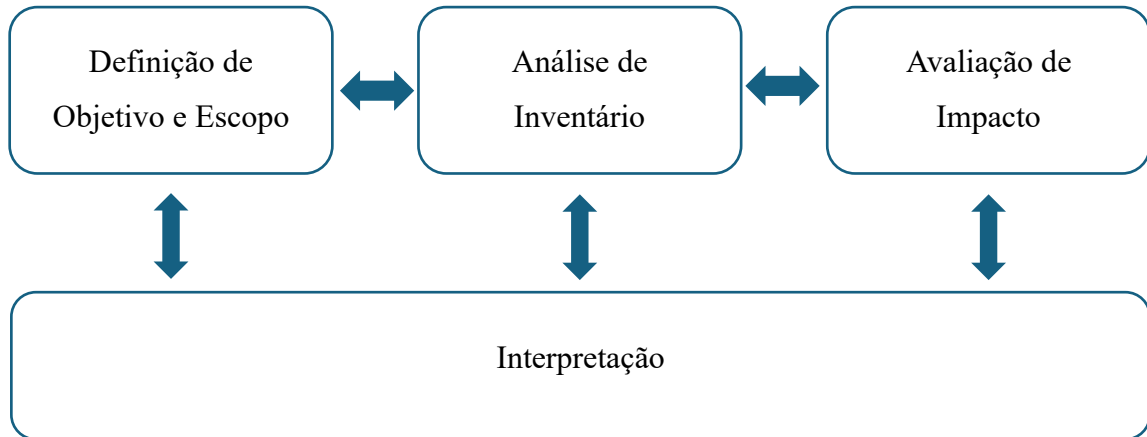 Definição de
Objetivo e Escopo
Análise de
Inventário
Avaliação de
Impacto
Interpretação